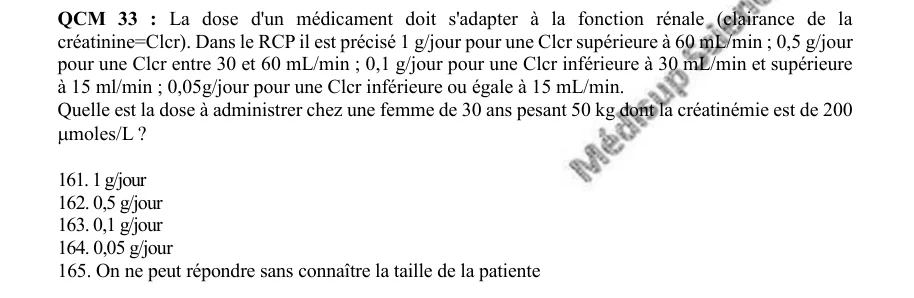 QCM 33 : La dose d'un médicament doit s'adapter à la fonction rénale (clairance de la
créatinine=Clcr). Dans le RCP il est précisé 1 g/jour pour une Clcr supérieure à 60 mL/min ; 0,5 g/jour
pour une Clcr entre 30 et 60 mL/min ; 0,1 g/jour pour une Clcr inférieure à 30 mL/min et supérieure
à 15 ml/min ; 0,05g/jour pour une Clcr inférieure ou égale à 15 mL/min.
Quelle est la dose à administrer chez une femme de 30 ans pesant 50 kg dont la créatinémie est de 200
µmoles/L ?
161. 1 g/jour
162. 0,5 g/jour
163. 0,1 g/jour
164. 0,05 g/jour
165. On ne peut répondre sans connaître la taille de la patiente
Médisup